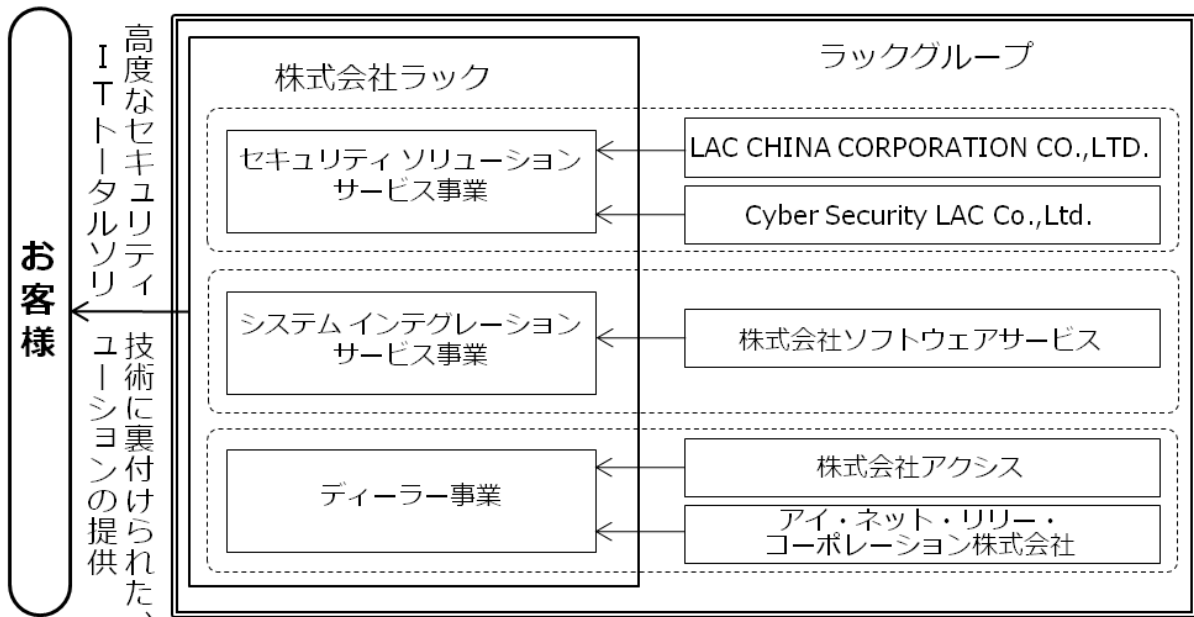 ラックグループ
株式会社ラック
セキュリティ ソリューション
サービス事業
LAC CHINA CORPORATION CO.,LTD.
Cyber Security LAC Co.,Ltd.
システム インテグレーション
サービス事業
株式会社ソフトウェアサービス
ディーラー事業
株式会社アクシス
アイ・ネット・リリー・
コーポレーション株式会社
高度なセキュリティ技術に裏付けられた、
ITトータルソリューションの提供
お客様